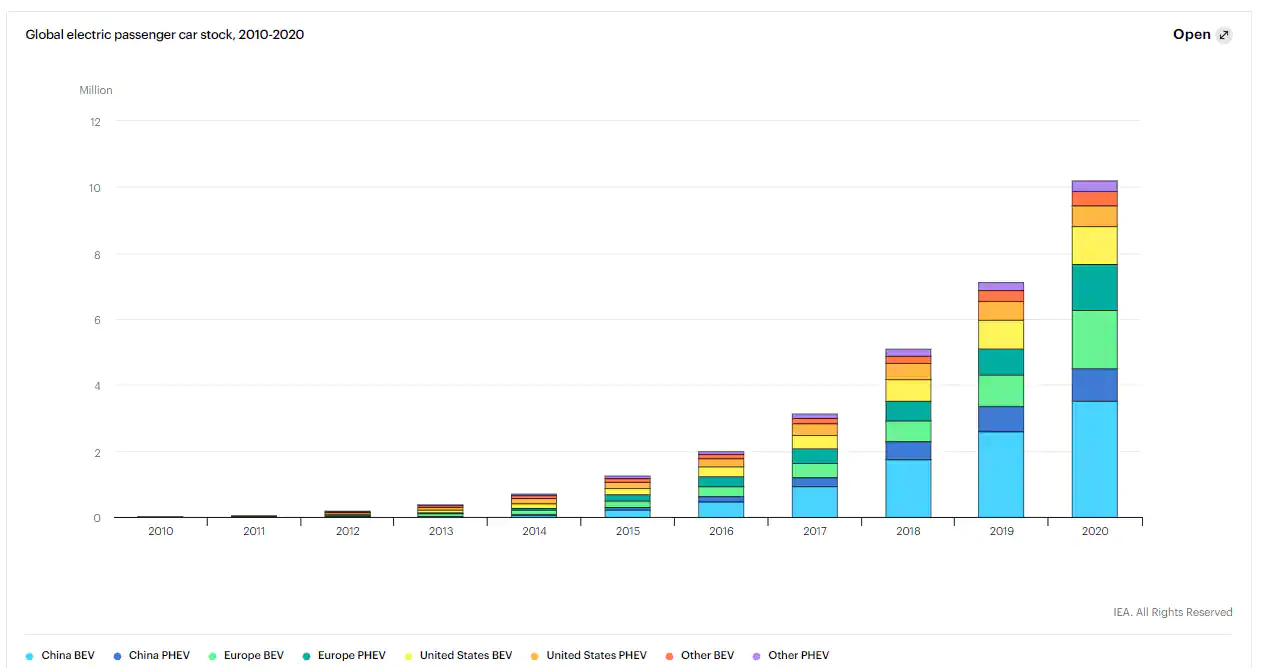 Global electric passenger car stock, 2010-2020
Open
Million
12
10
8
6
4
2
0
2010 2011 2012 2013 2014 2015 2016 2017 2018 2019 2020
IEA. All Rights Reserved
China BEV China PHEV Europe BEV Europe PHEV United States BEV United States PHEV Other BEV Other PHEV